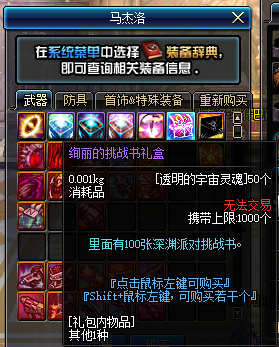 马杰洛
在系统菜单中选择 装备辞典，
即可查询相关装备信息。
武器 防具 首饰&特殊装备 重新购买
绚丽的挑战书礼盒
0.001kg [透明的宇宙灵魂]50个
消耗品
无法交易
携带上限1000个
里面有100张深渊派对挑战书。
『点击鼠标左键可购买』
『Shift+鼠标左键，可购买若干个』
[礼包内物品]
其他1种